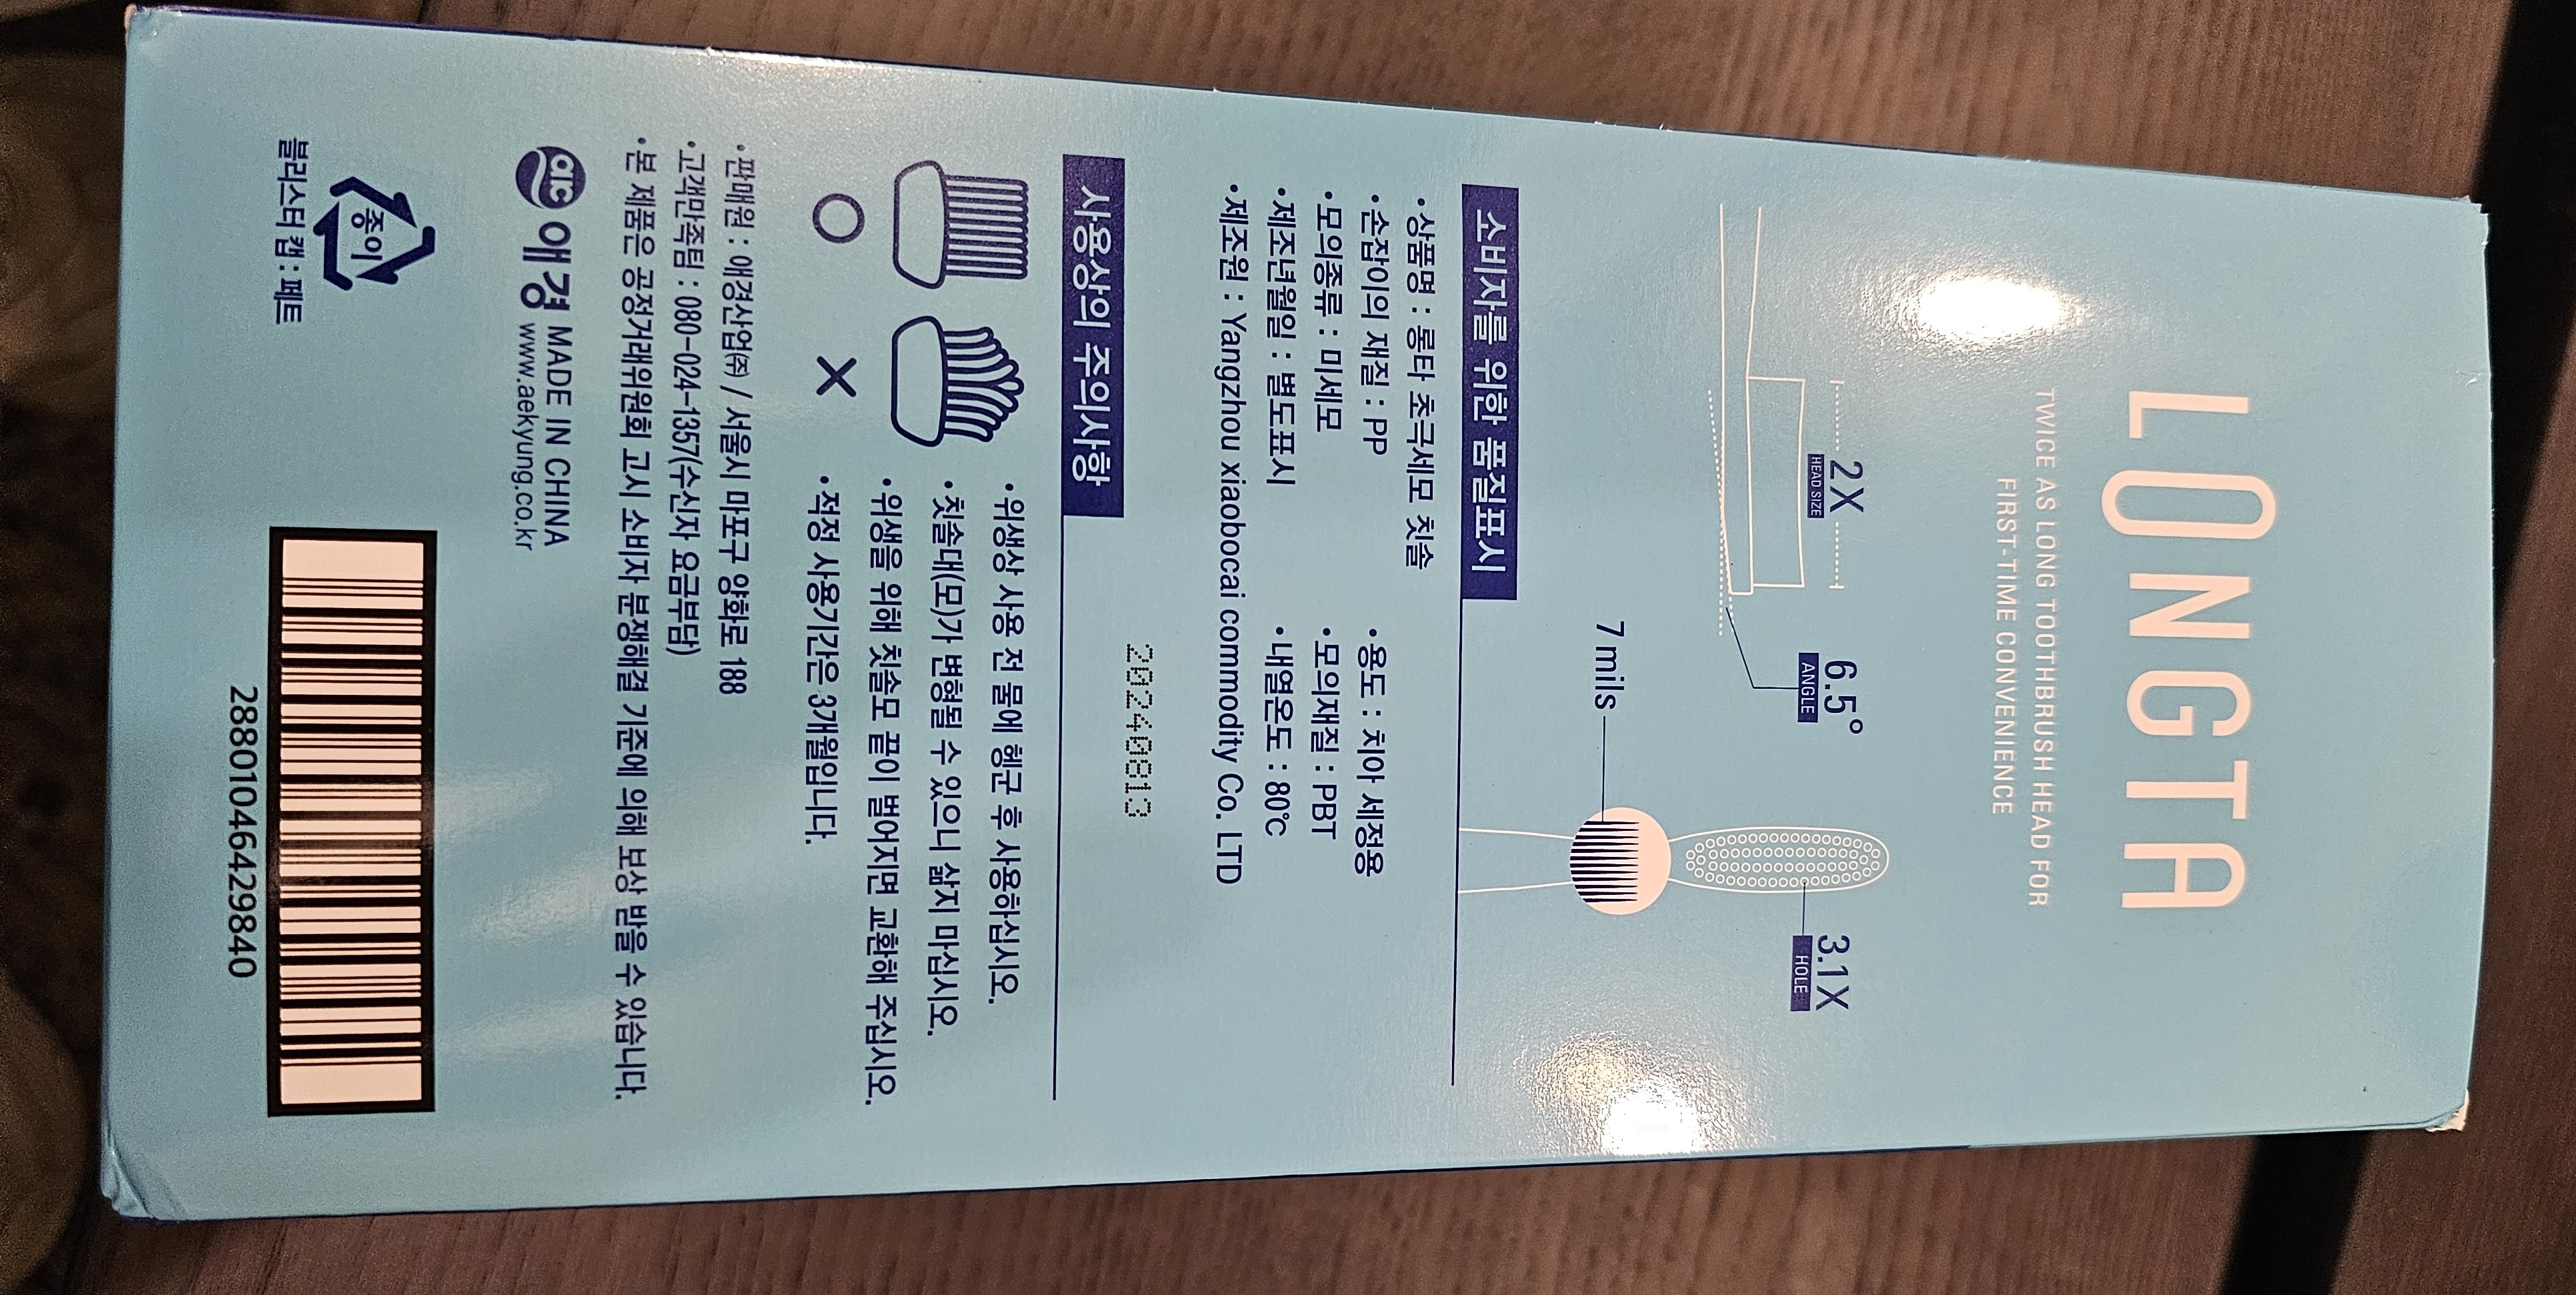 LONGTA
TWICE AS LONG TOOTHBRUSH HEAD FOR
FIRST-TIME CONVENIENCE
2X
HEAD SIZE
6.5°
ANGLE
3.1X
HOLE
7 mils
소비자를 위한 품질표시
•상품명 : 롱타 초극세모 칫솔
•손잡이의 재질 : PP
•용도 : 치아 세정용
•모의종류 : 미세모
•모의재질 : PBT
•제조년월일 : 별도표시
•내열온도 : 80℃
•제조원 : Yangzhou xiaobocai commodity Co. LTD
20240813
사용상의 주의사항
•위생상 사용 전 물에 헹군 후 사용하십시오.
•칫솔대(모)가 변형될 수 있으니 삶지 마십시오.
•위생을 위해 칫솔모 끝이 벌어지면 교환해 주십시오.
•적정 사용기간은 3개월입니다.
•판매원 : 애경산업㈜ / 서울시 마포구 양화로 188
•고객만족팀 : 080-024-1357(수신자 요금부담)
•본 제품은 공정거래위원회 고시 소비자 분쟁해결 기준에 의해 보상 받을 수 있습니다.
애경 MADE IN CHINA
www.aekyung.co.kr
종이
블리스터 캡 : 페트
28801046429840